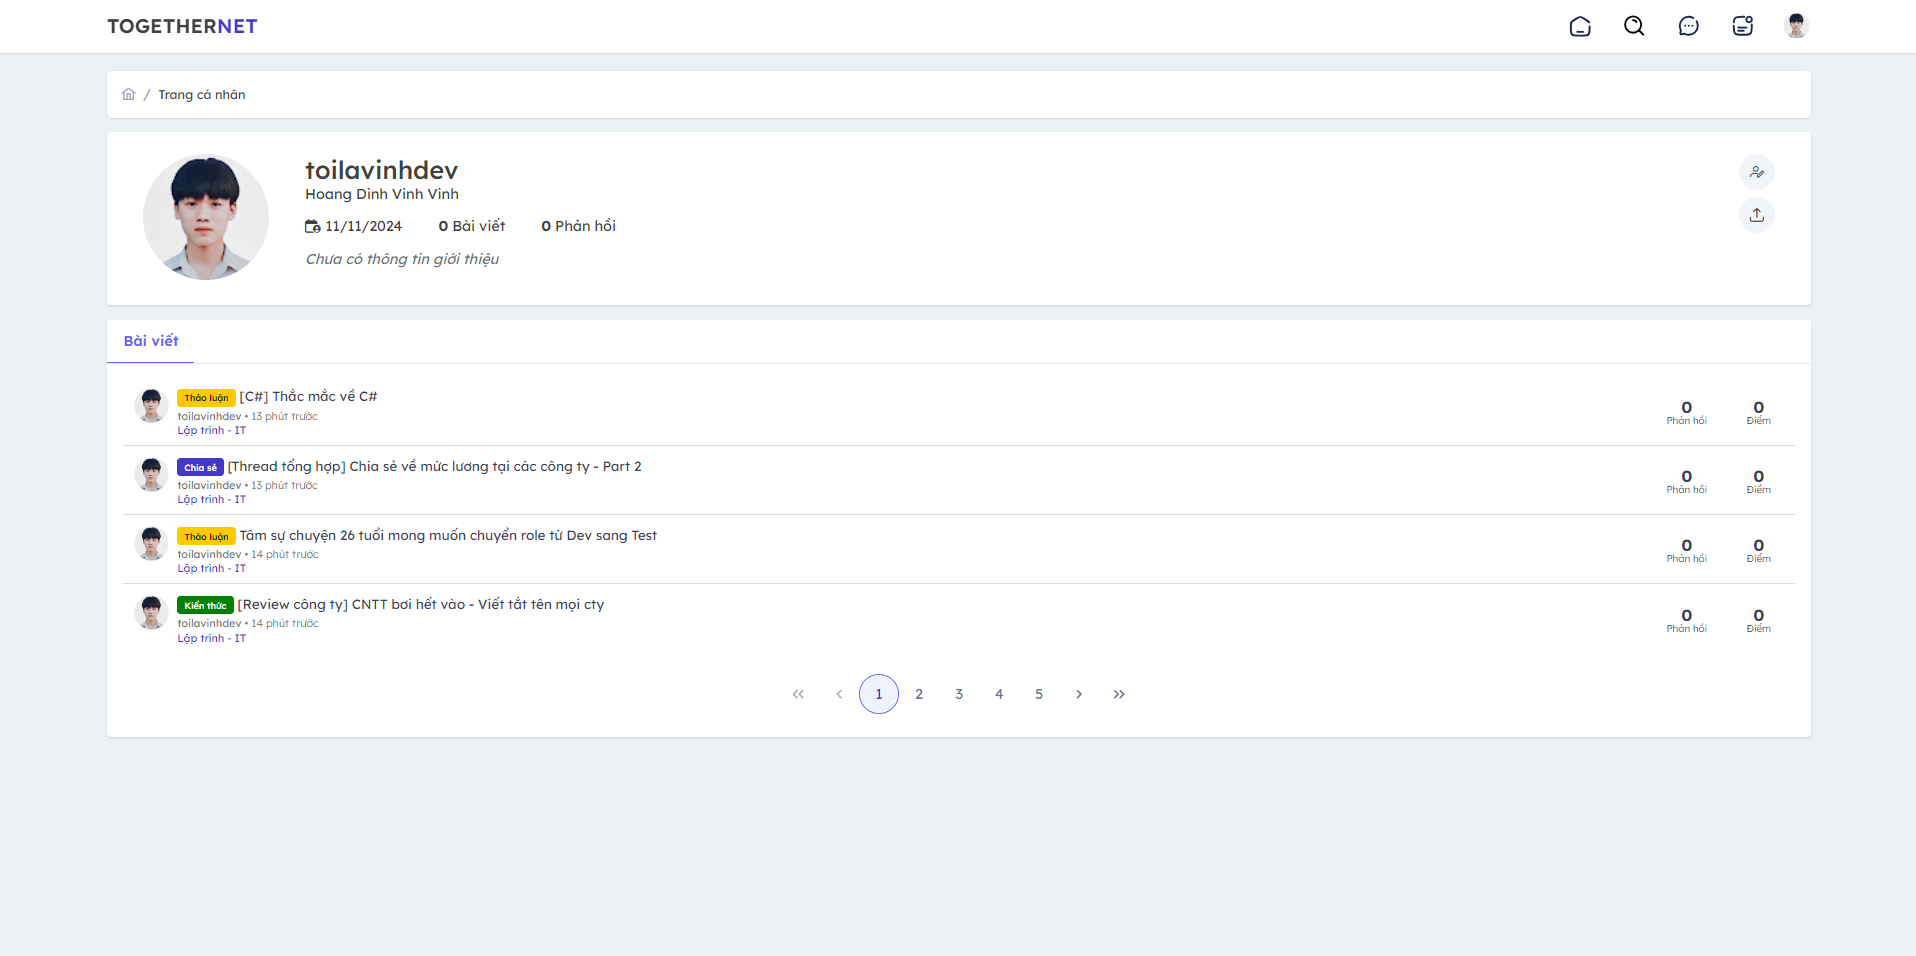 TOGETHERNET
/ Trang cá nhân
toilavinhdev
Hoang Dinh Vinh Vinh
11/11/2024 0 Bài viết 0 Phản hồi
Chưa có thông tin giới thiệu
Bài viết
Thảo luận [C#] Thắc mắc về C#
toilavinhdev • 13 phút trước
Lập trình - IT
0 Phản hồi
0 Điểm
Chia sẻ [Thread tổng hợp] Chia sẻ về mức lương tại các công ty - Part 2
toilavinhdev • 13 phút trước
Lập trình - IT
0 Phản hồi
0 Điểm
Thảo luận Tâm sự chuyện 26 tuổi mong muốn chuyển role từ Dev sang Test
toilavinhdev • 14 phút trước
Lập trình - IT
0 Phản hồi
0 Điểm
Kiến thức [Review công ty] CNTT bơi hết vào - Viết tắt tên mọi cty
toilavinhdev • 14 phút trước
Lập trình - IT
0 Phản hồi
0 Điểm
« ‹ 1 2 3 4 5 › »